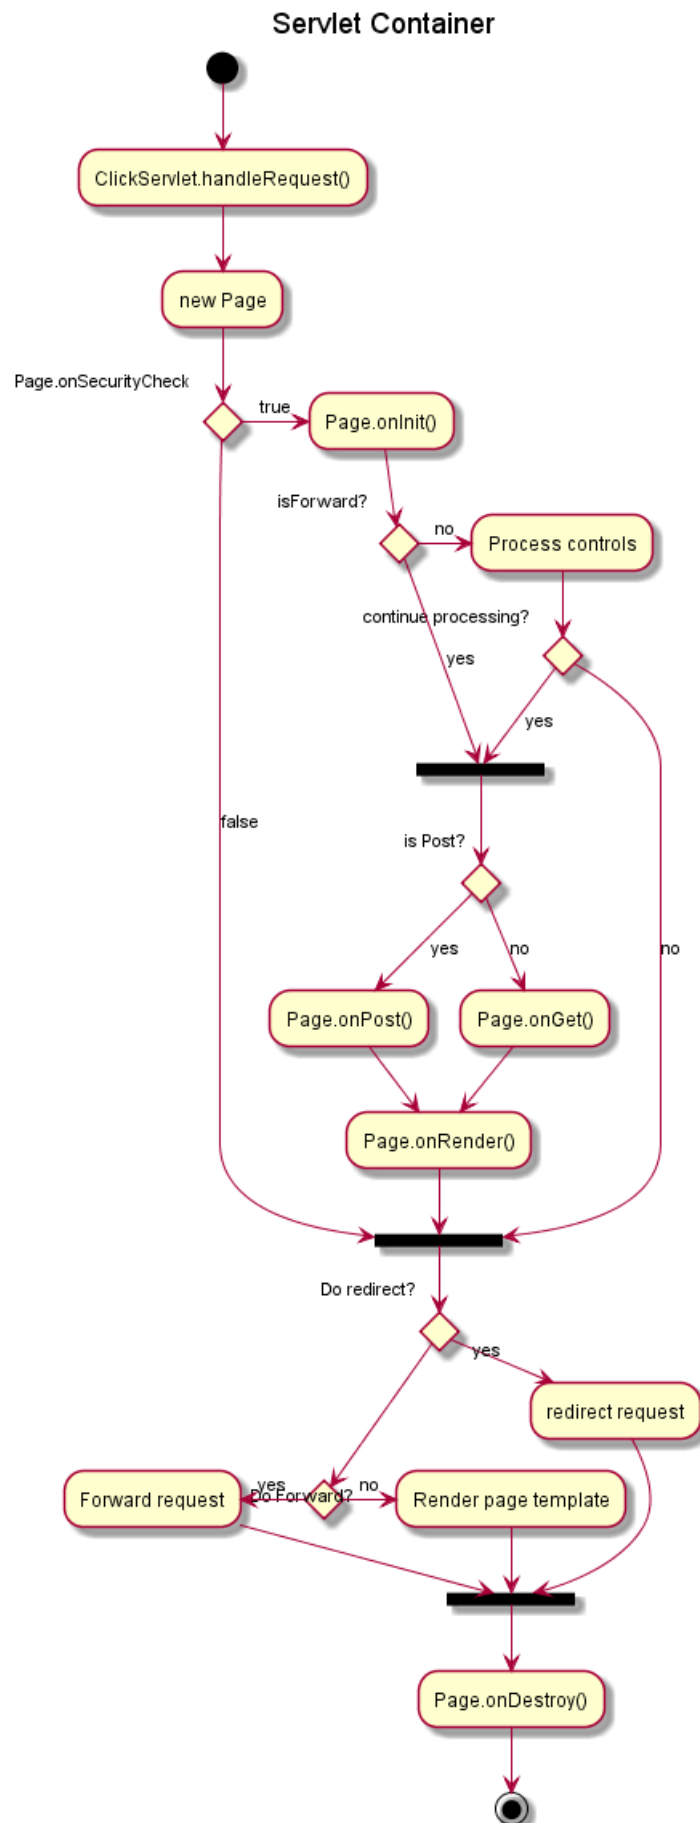 Servlet Container
ClickServlet.handleRequest()
new Page
Page.onSecurityCheck
true
Page.onInit()
isForward?
no
Process controls
continue processing?
yes
yes
false
is Post?
yes
no
no
Page.onPost()
Page.onGet()
Page.onRender()
Do redirect?
yes
redirect request
Forward request
yes
Do Forward?
no
Render page template
Page.onDestroy()